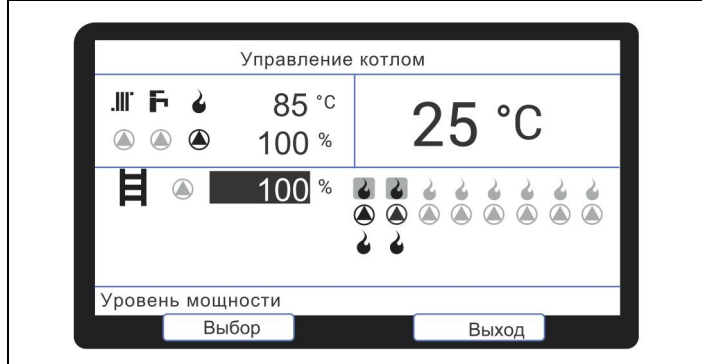 Управление котлом
85 °C
25 °C
100 %
100 %
Уровень мощности
Выбор
Выход